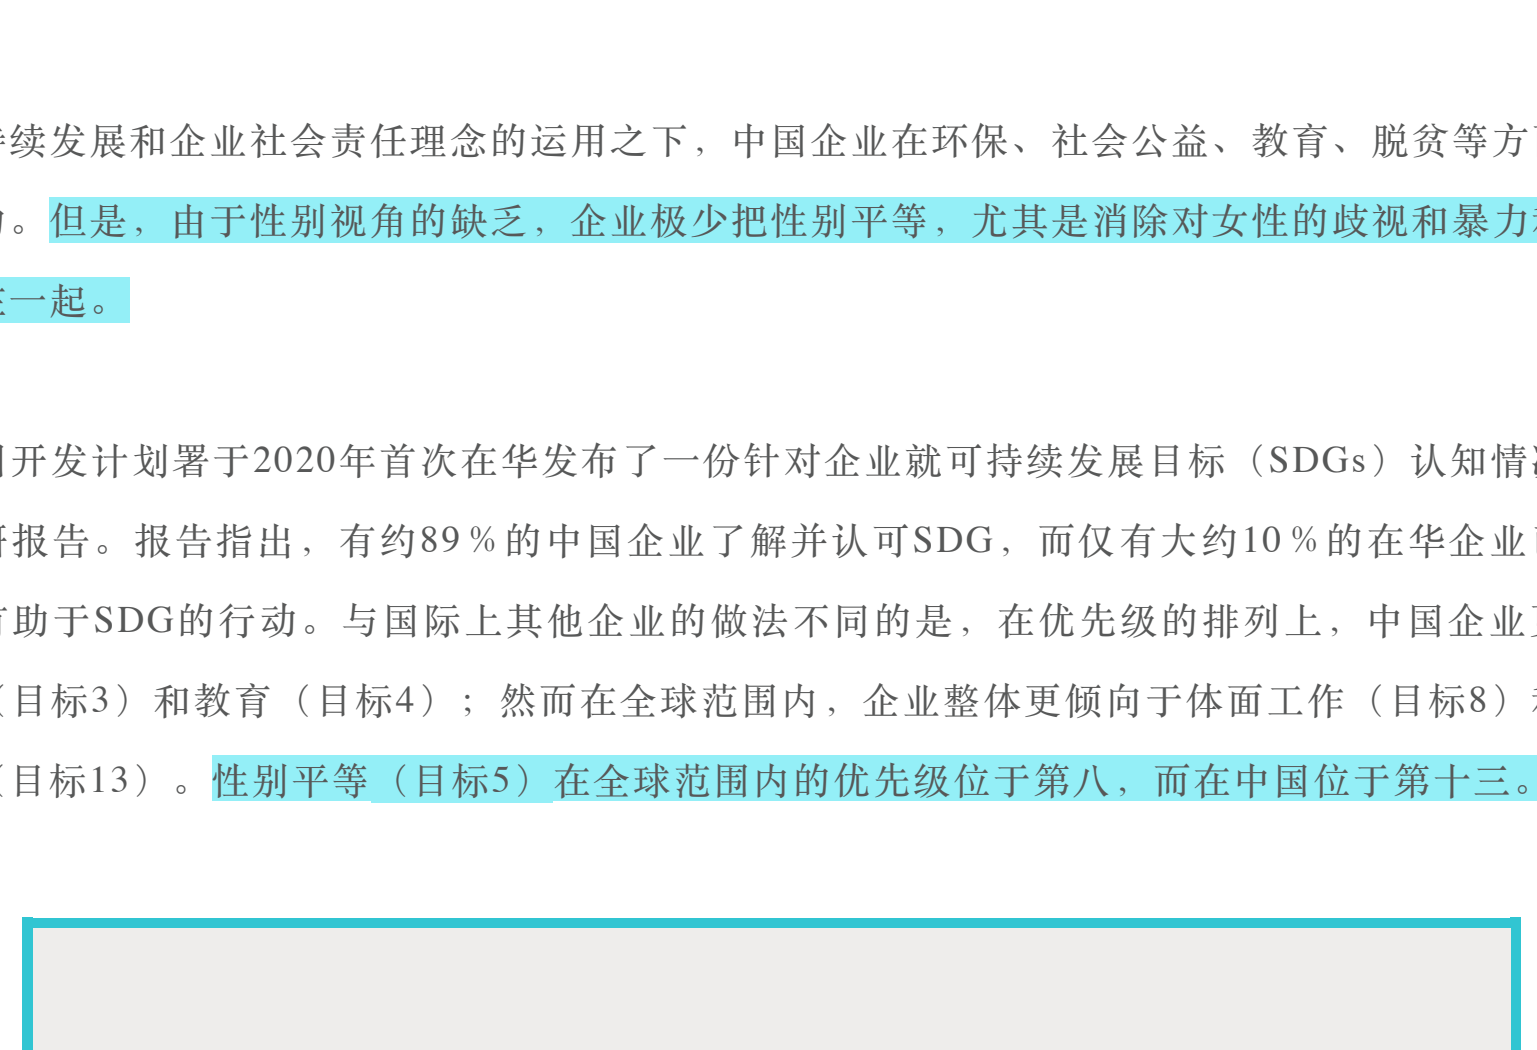 续发展和企业社会责任理念的运用之下，中国企业在环保、社会公益、教育、脱贫等方
。但是，由于性别视角的缺乏，企业极少把性别平等，尤其是消除对女性的歧视和暴力
一起。
开发计划署于2020年首次在华发布了一份针对企业就可持续发展目标（SDGs）认知情
报告。报告指出，有约89％的中国企业了解并认可SDG，而仅有大约10％的在华企业
助于SDG的行动。与国际上其他企业的做法不同的是，在优先级的排列上，中国企业
（目标3）和教育（目标4）；然而在全球范围内，企业整体更倾向于体面工作（目标8）
（目标13）。性别平等（目标5）在全球范围内的优先级位于第八，而在中国位于第十三。